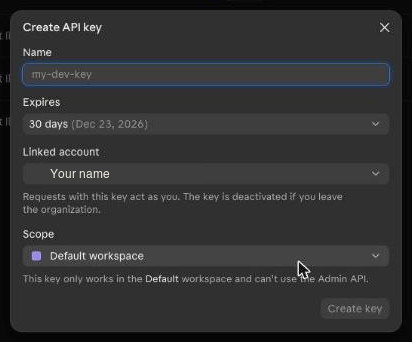 Create API key
Name
my-dev-key
Expires
30 days (Dec 23, 2026)
Linked account
Your name
Requests with this key act as you. The key is deactivated if you leave
the organization.
Scope
Default workspace
This key only works in the Default workspace and can't use the Admin API.
Create key